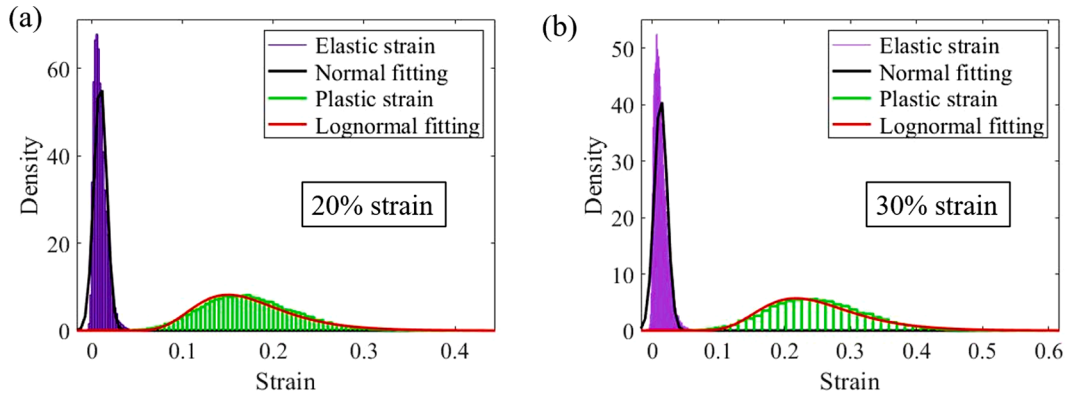 (a)
Elastic strain
Normal fitting
Plastic strain
Lognormal fitting
20% strain
Density
0
20
40
60
0
0.1
0.2
0.3
0.4
Strain
(b)
Elastic strain
Normal fitting
Plastic strain
Lognormal fitting
30% strain
Density
0
10
20
30
40
50
0
0.1
0.2
0.3
0.4
0.5
0.6
Strain